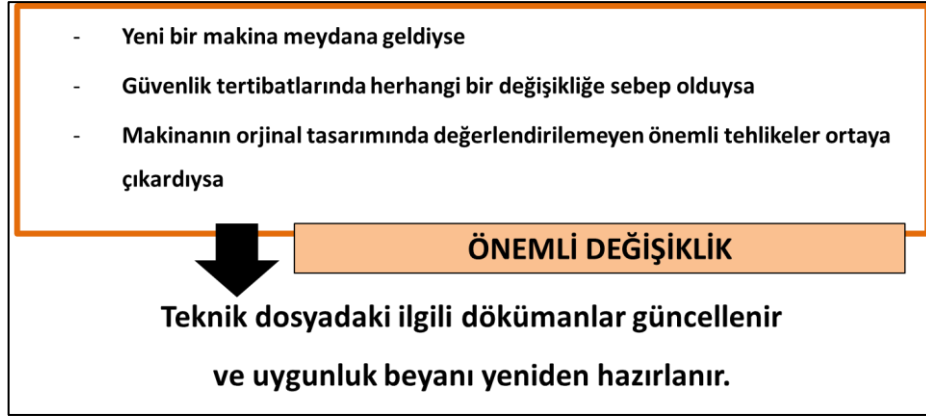 - Yeni bir makina meydana geldiyse
- Güvenlik tertibatlarında herhangi bir değişikliğe sebep olduysa
- Makinanın orjinal tasarımında değerlendirilemeyen önemli tehlikeler ortaya
çıkardıysa
ÖNEMLİ DEĞİŞİKLİK
Teknik dosyadaki ilgili dökümanlar güncellenir
ve uygunluk beyanı yeniden hazırlanır.